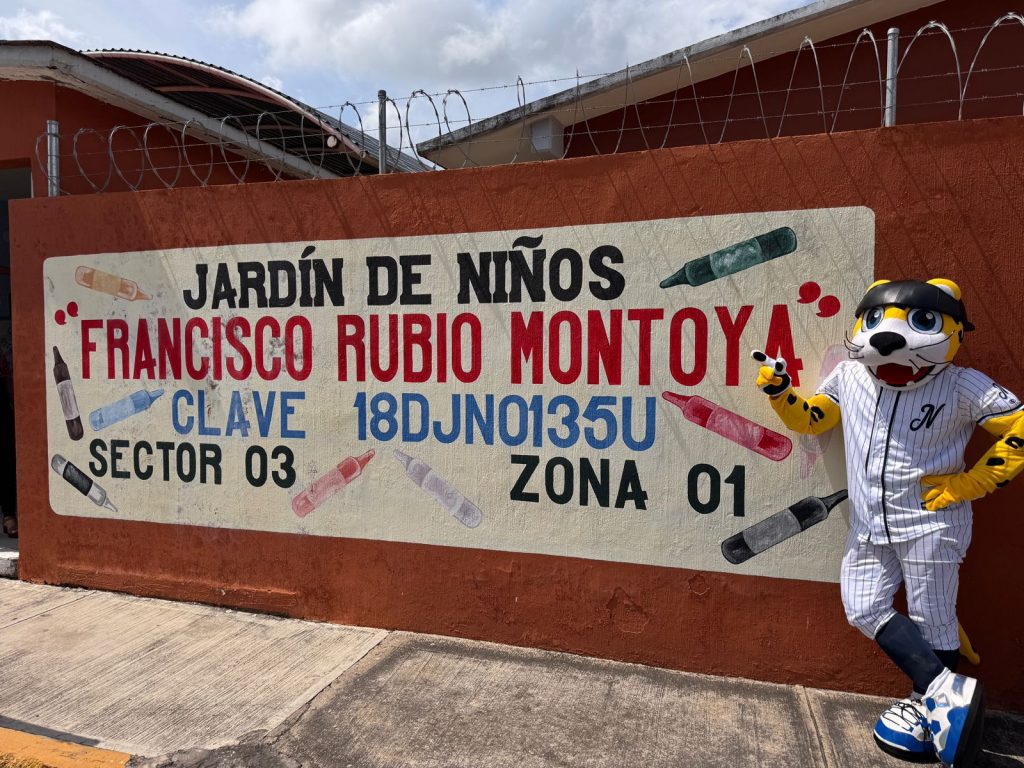 JARDÍN DE NIÑOS
"FRANCISCO RUBIO MONTOYA"
CLAVE 18DJN0135U
SECTOR 03 ZONA 01
N